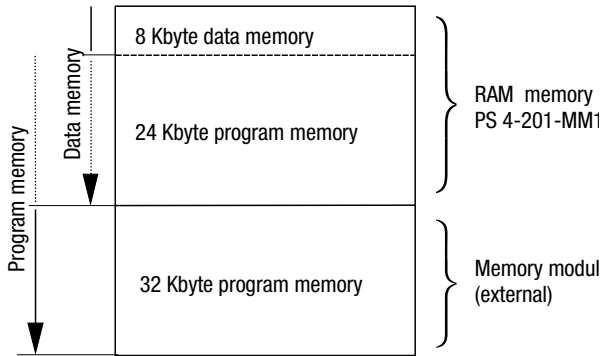 8 Kbyte data memory
24 Kbyte program memory
32 Kbyte program memory
Program memory
Data memory
RAM memory
PS 4-201-MM1
Memory modul
(external)